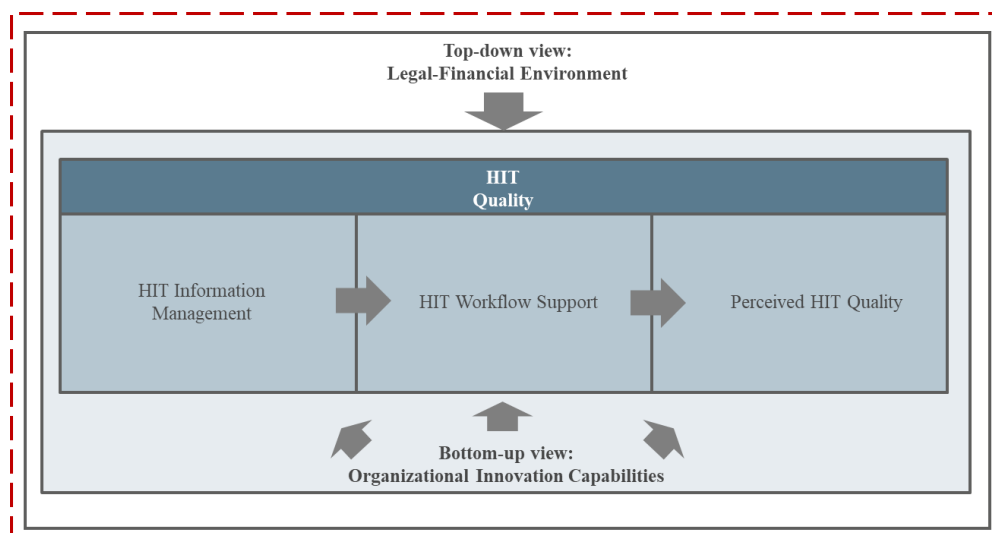 Top-down view:
Legal-Financial Environment
HIT
Quality
HIT Information
Management
HIT Workflow Support
Perceived HIT Quality
Bottom-up view:
Organizational Innovation Capabilities